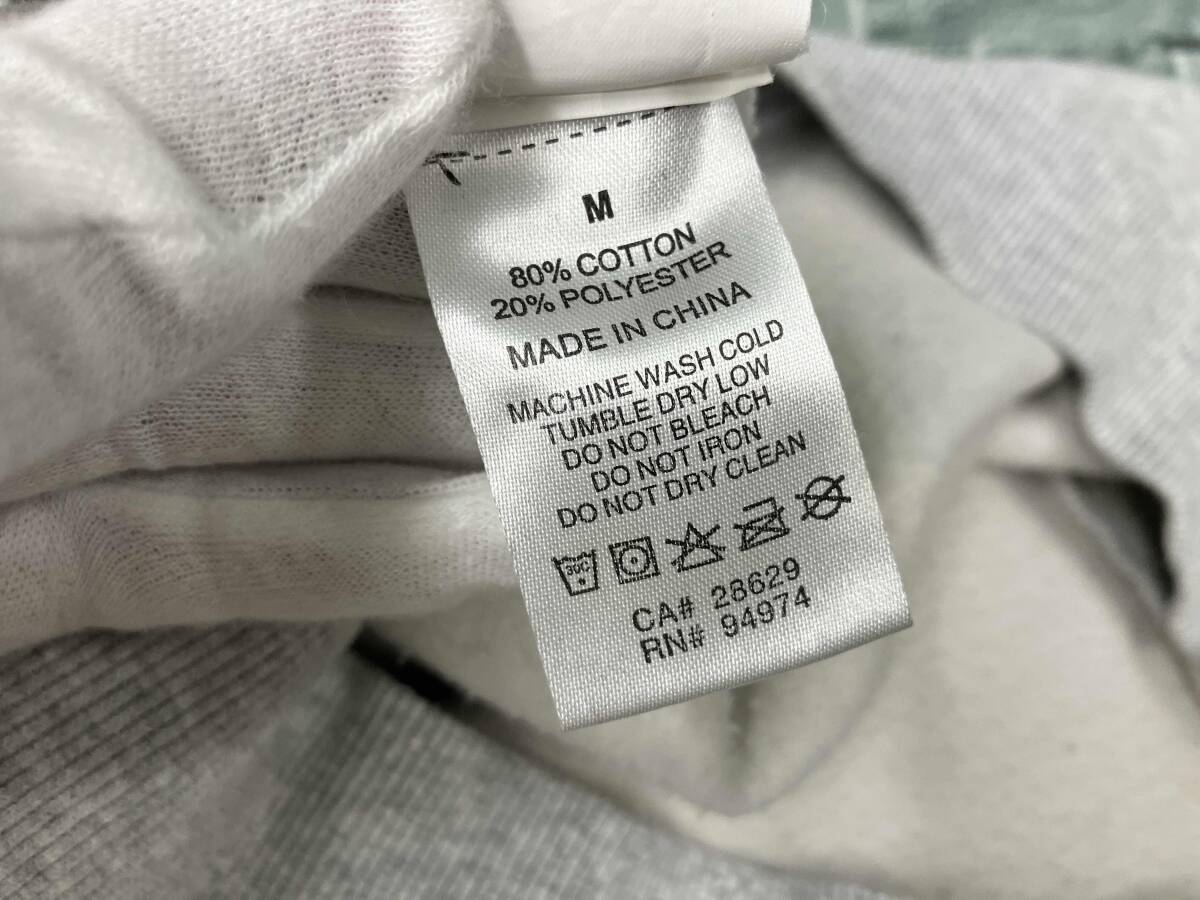 M
80% COTTON
20% POLYESTER
MADE IN CHINA
MACHINE WASH COLD
TUMBLE DRY LOW
DO NOT BLEACH
DO NOT IRON
DO NOT DRY CLEAN
30C
CA# 28629
RN# 94974